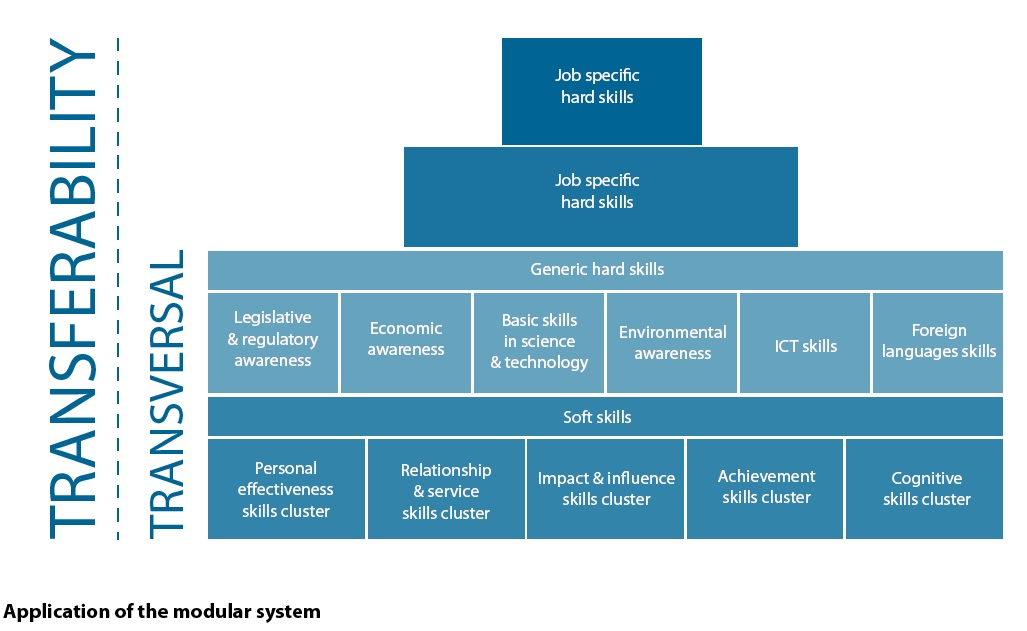 TRANSFERABILITY
TRANSVERSAL
Job specific
hard skills
Job specific
hard skills
Generic hard skills
Legislative
& regulatory
awareness
Economic
awareness
Basic skills
in science
& technology
Environmental
awareness
ICT skills
Foreign
languages skills
Soft skills
Personal
effectiveness
skills cluster
Relationship
& service
skills cluster
Impact & influence
skills cluster
Achievement
skills cluster
Cognitive
skills cluster
Application of the modular system